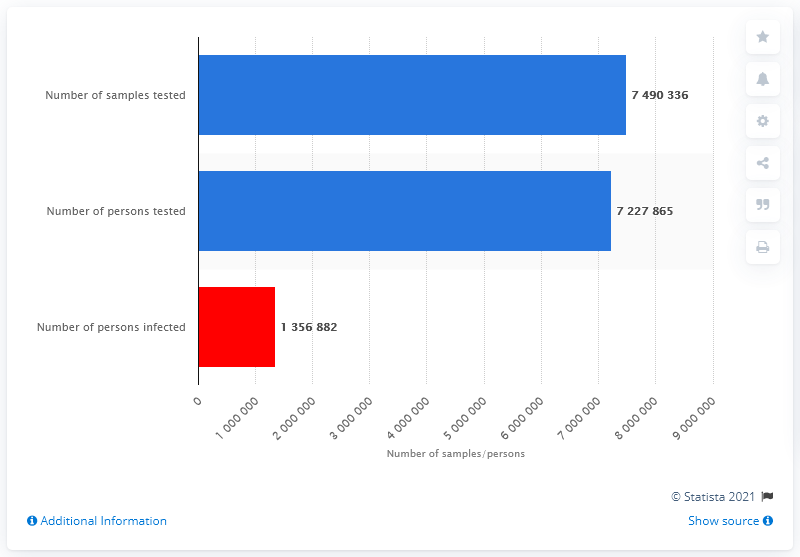 Number of samples tested
7 490 336
Number of persons tested
7 227 865
Number of persons infected
1 356 882
0
1 000 000
2 000 000
3 000 000
4 000 000
5 000 000
6 000 000
7 000 000
8 000 000
9 000 000
Number of samples/persons
© Statista 2021
Additional Information
Show source